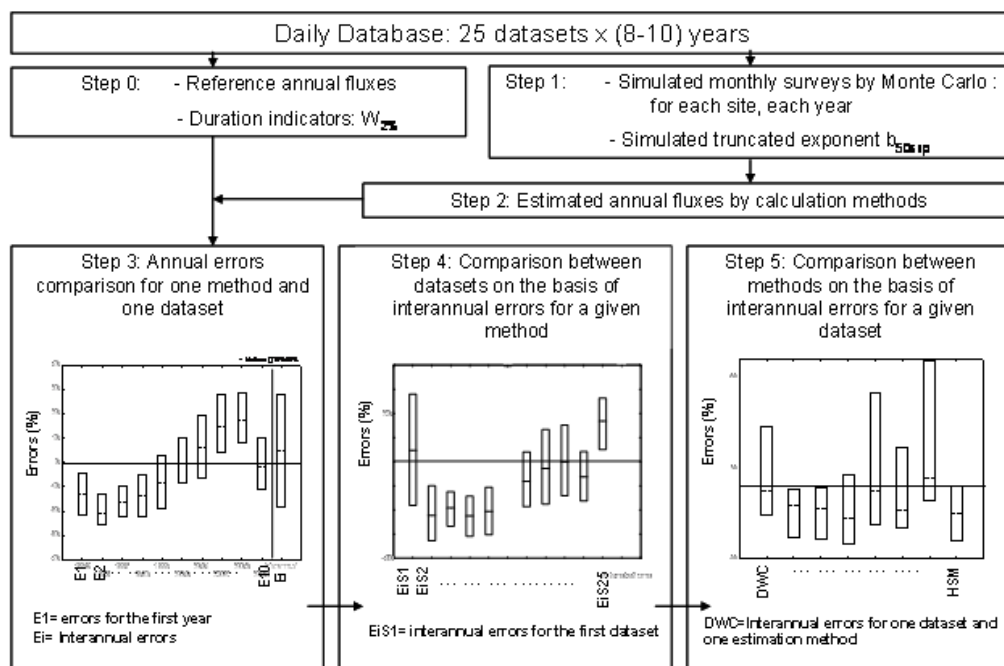 Daily Database: 25 datasets x (8-10) years
Step 0: - Reference annual fluxes
- Duration indicators: W2%
Step 1: - Simulated monthly surveys by Monte Carlo :
for each site, each year
- Simulated truncated exponent b50sup
Step 2: Estimated annual fluxes by calculation methods
Step 3: Annual errors
comparison for one method and
one dataset
Errors (%)
E1
E2
E10
Ei
E1= errors for the first year
Ei= Interannual errors
Step 4: Comparison between
datasets on the basis of
interannual errors for a given
method
Errors (%)
EiS1
EiS2
... ... ... ... ...
EiS25
EiS1= interannual errors for the first dataset
Step 5: Comparison between
methods on the basis of
interannual errors for a given
dataset
Errors (%)
DWC
... ... ... ...
HSM
DWC=Interannual errors for one dataset and
one estimation method